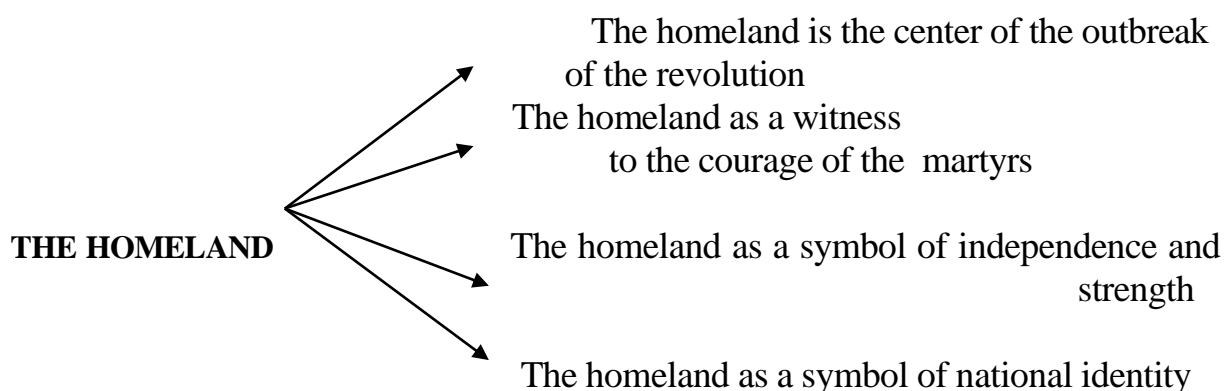 The homeland is the center of the outbreak
of the revolution
The homeland as a witness
to the courage of the martyrs
THE HOMELAND
The homeland as a symbol of independence and
strength
The homeland as a symbol of national identity